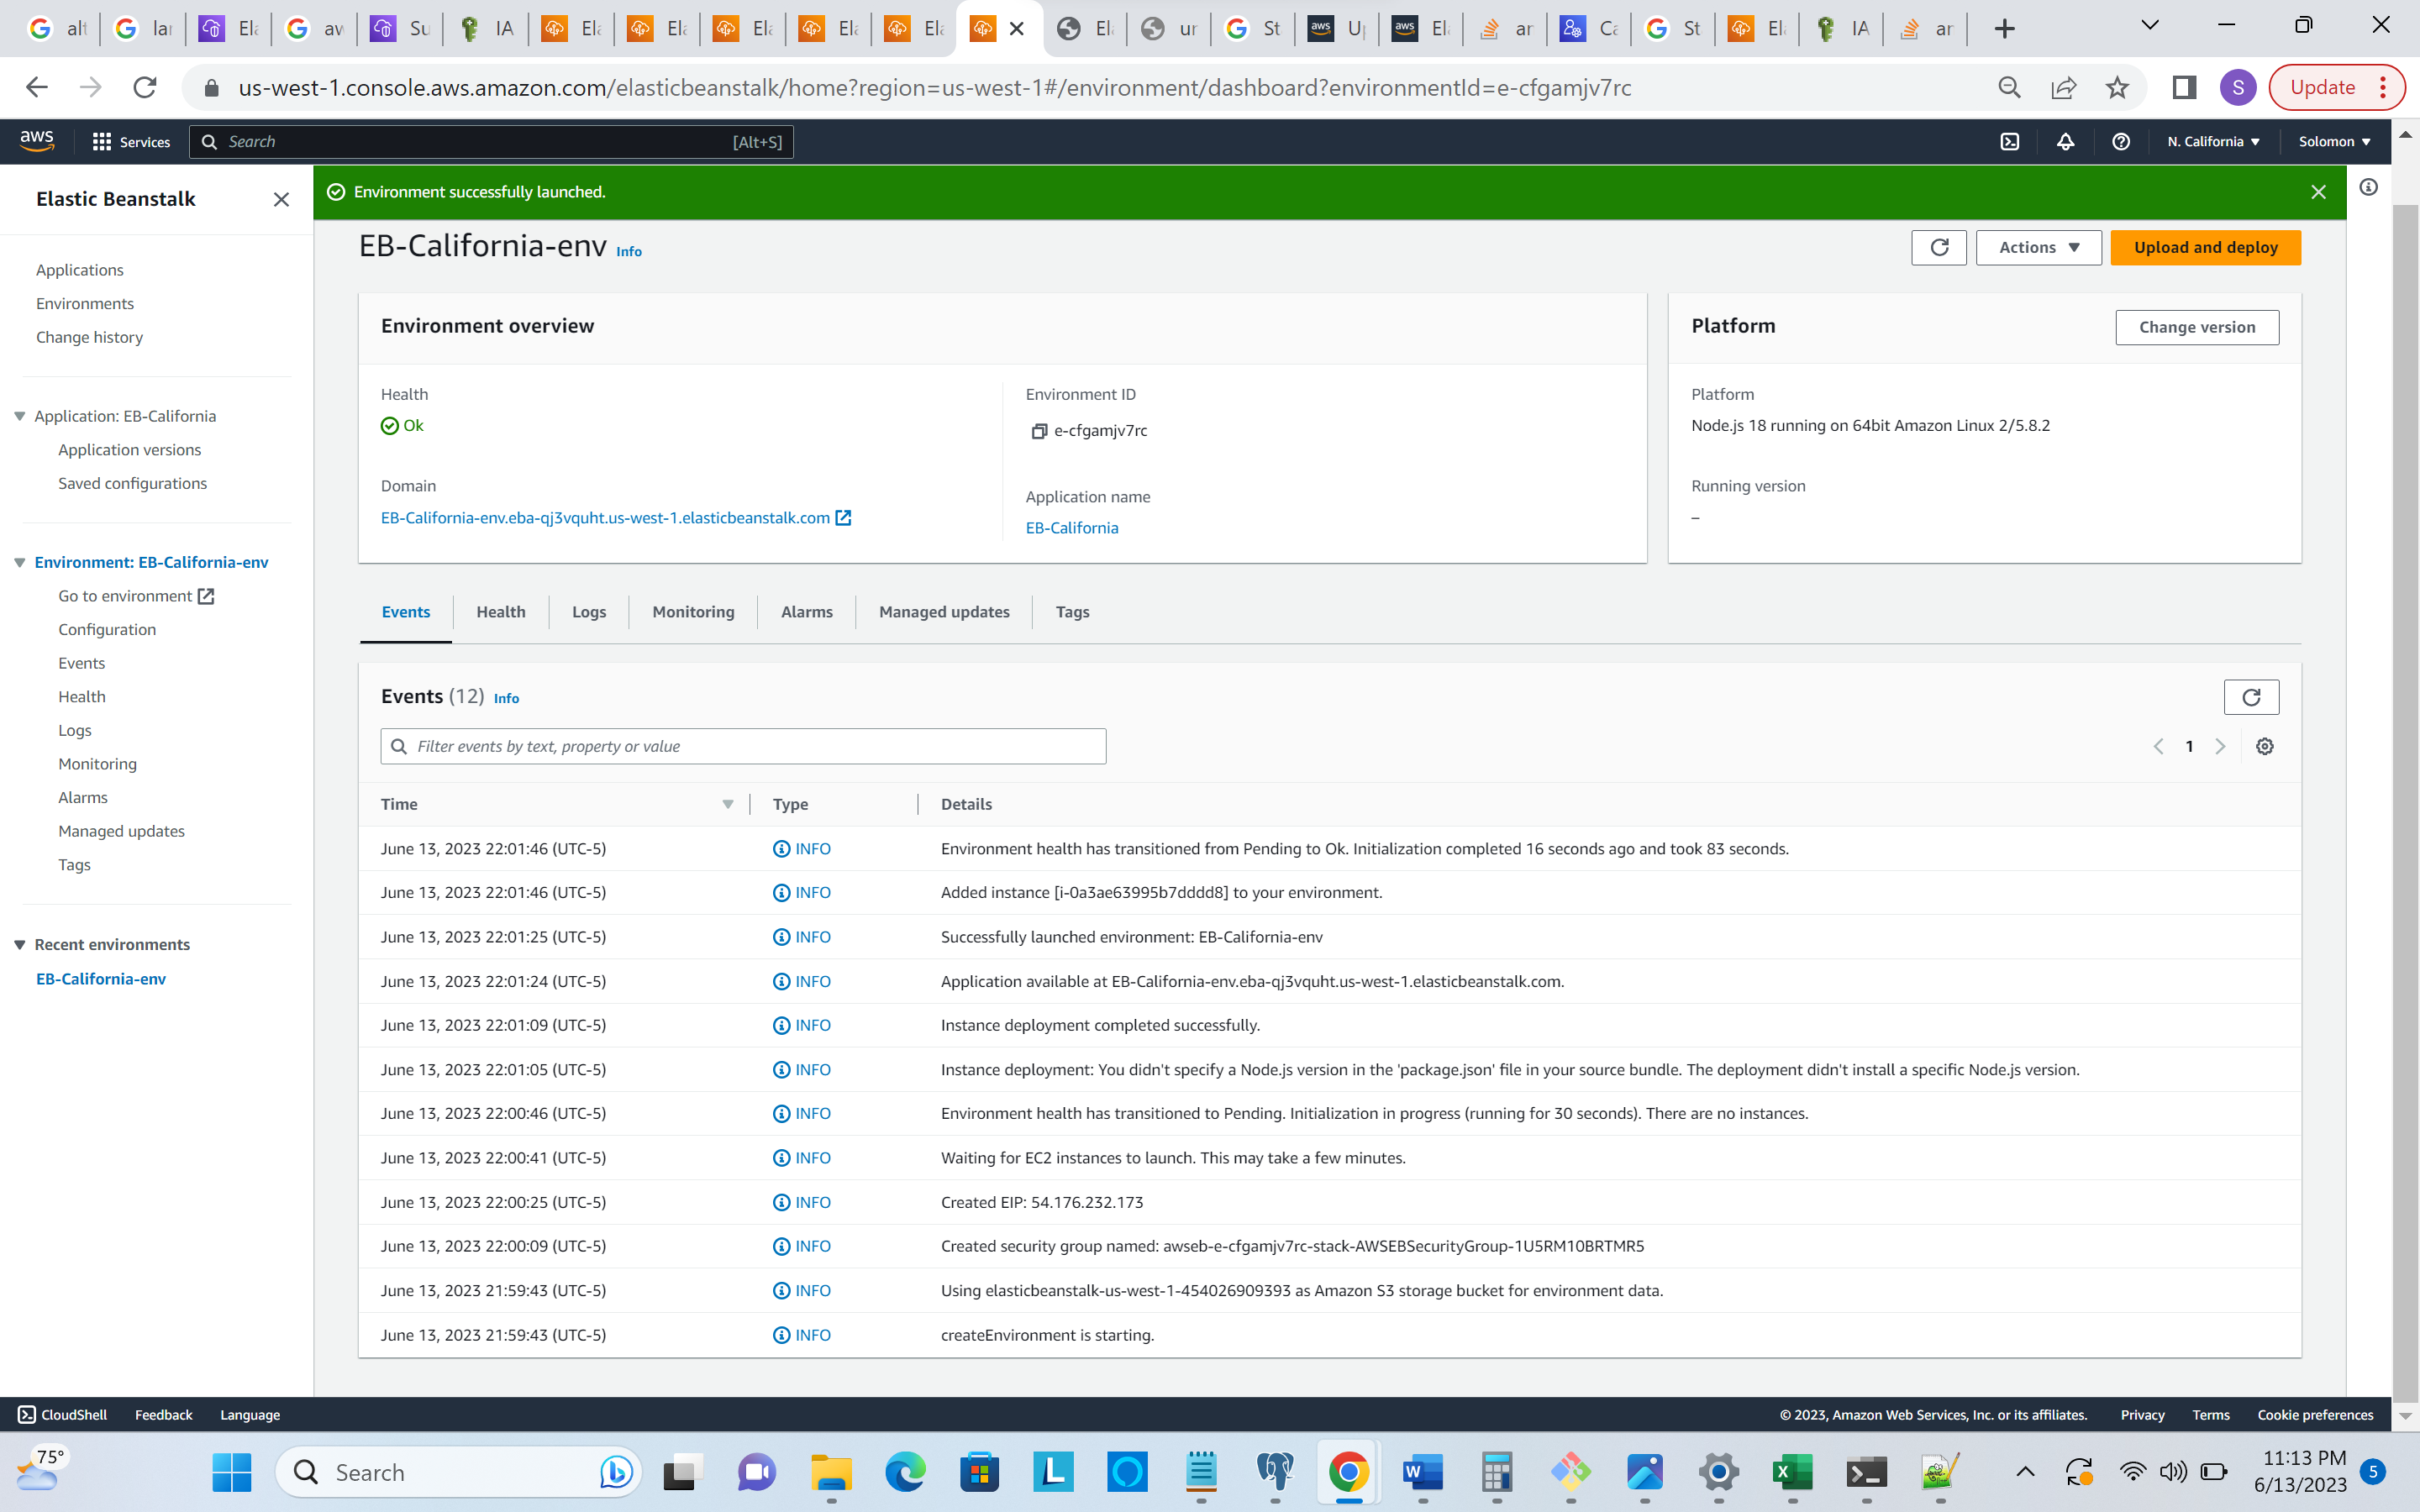 alt
lar
Ela
aw
Su
IA
Ela
Ela
Ela
Ela
Ela
Ela
ur
St
Up
Ela
ar
Ca
St
Ela
IA
ar
us-west-1.console.aws.amazon.com/elasticbeanstalk/home?region=us-west-1#/environment/dashboard?environmentId=e-cfgamjv7rc
S
Update
aws
Services
Search
[Alt+S]
N. California
Solomon
Elastic Beanstalk
Environment successfully launched.
Applications
Environments
Change history
Application: EB-California
Application versions
Saved configurations
Environment: EB-California-env
Go to environment
Configuration
Events
Health
Logs
Monitoring
Alarms
Managed updates
Tags
Recent environments
EB-California-env
EB-California-env Info
Actions
Upload and deploy
Environment overview
Health
Ok
Domain
EB-California-env.eba-qj3vquht.us-west-1.elasticbeanstalk.com
Environment ID
e-cfgamjv7rc
Application name
EB-California
Platform
Change version
Platform
Node.js 18 running on 64bit Amazon Linux 2/5.8.2
Running version
–
Events Health Logs Monitoring Alarms Managed updates Tags
Events (12) Info
Filter events by text, property or value
1
Time Type Details
June 13, 2023 22:01:46 (UTC-5) INFO Environment health has transitioned from Pending to Ok. Initialization completed 16 seconds ago and took 83 seconds.
June 13, 2023 22:01:46 (UTC-5) INFO Added instance [i-0a3ae63995b7dddd8] to your environment.
June 13, 2023 22:01:25 (UTC-5) INFO Successfully launched environment: EB-California-env
June 13, 2023 22:01:24 (UTC-5) INFO Application available at EB-California-env.eba-qj3vquht.us-west-1.elasticbeanstalk.com.
June 13, 2023 22:01:09 (UTC-5) INFO Instance deployment completed successfully.
June 13, 2023 22:01:05 (UTC-5) INFO Instance deployment: You didn't specify a Node.js version in the 'package.json' file in your source bundle. The deployment didn't install a specific Node.js version.
June 13, 2023 22:00:46 (UTC-5) INFO Environment health has transitioned to Pending. Initialization in progress (running for 30 seconds). There are no instances.
June 13, 2023 22:00:41 (UTC-5) INFO Waiting for EC2 instances to launch. This may take a few minutes.
June 13, 2023 22:00:25 (UTC-5) INFO Created EIP: 54.176.232.173
June 13, 2023 22:00:09 (UTC-5) INFO Created security group named: awseb-e-cfgamjv7rc-stack-AWSEBSecurityGroup-1U5RM10BRTMR5
June 13, 2023 21:59:43 (UTC-5) INFO Using elasticbeanstalk-us-west-1-454026909393 as Amazon S3 storage bucket for environment data.
June 13, 2023 21:59:43 (UTC-5) INFO createEnvironment is starting.
CloudShell Feedback Language
© 2023, Amazon Web Services, Inc. or its affiliates. Privacy Terms Cookie preferences
75°
Search
11:13 PM
6/13/2023
5